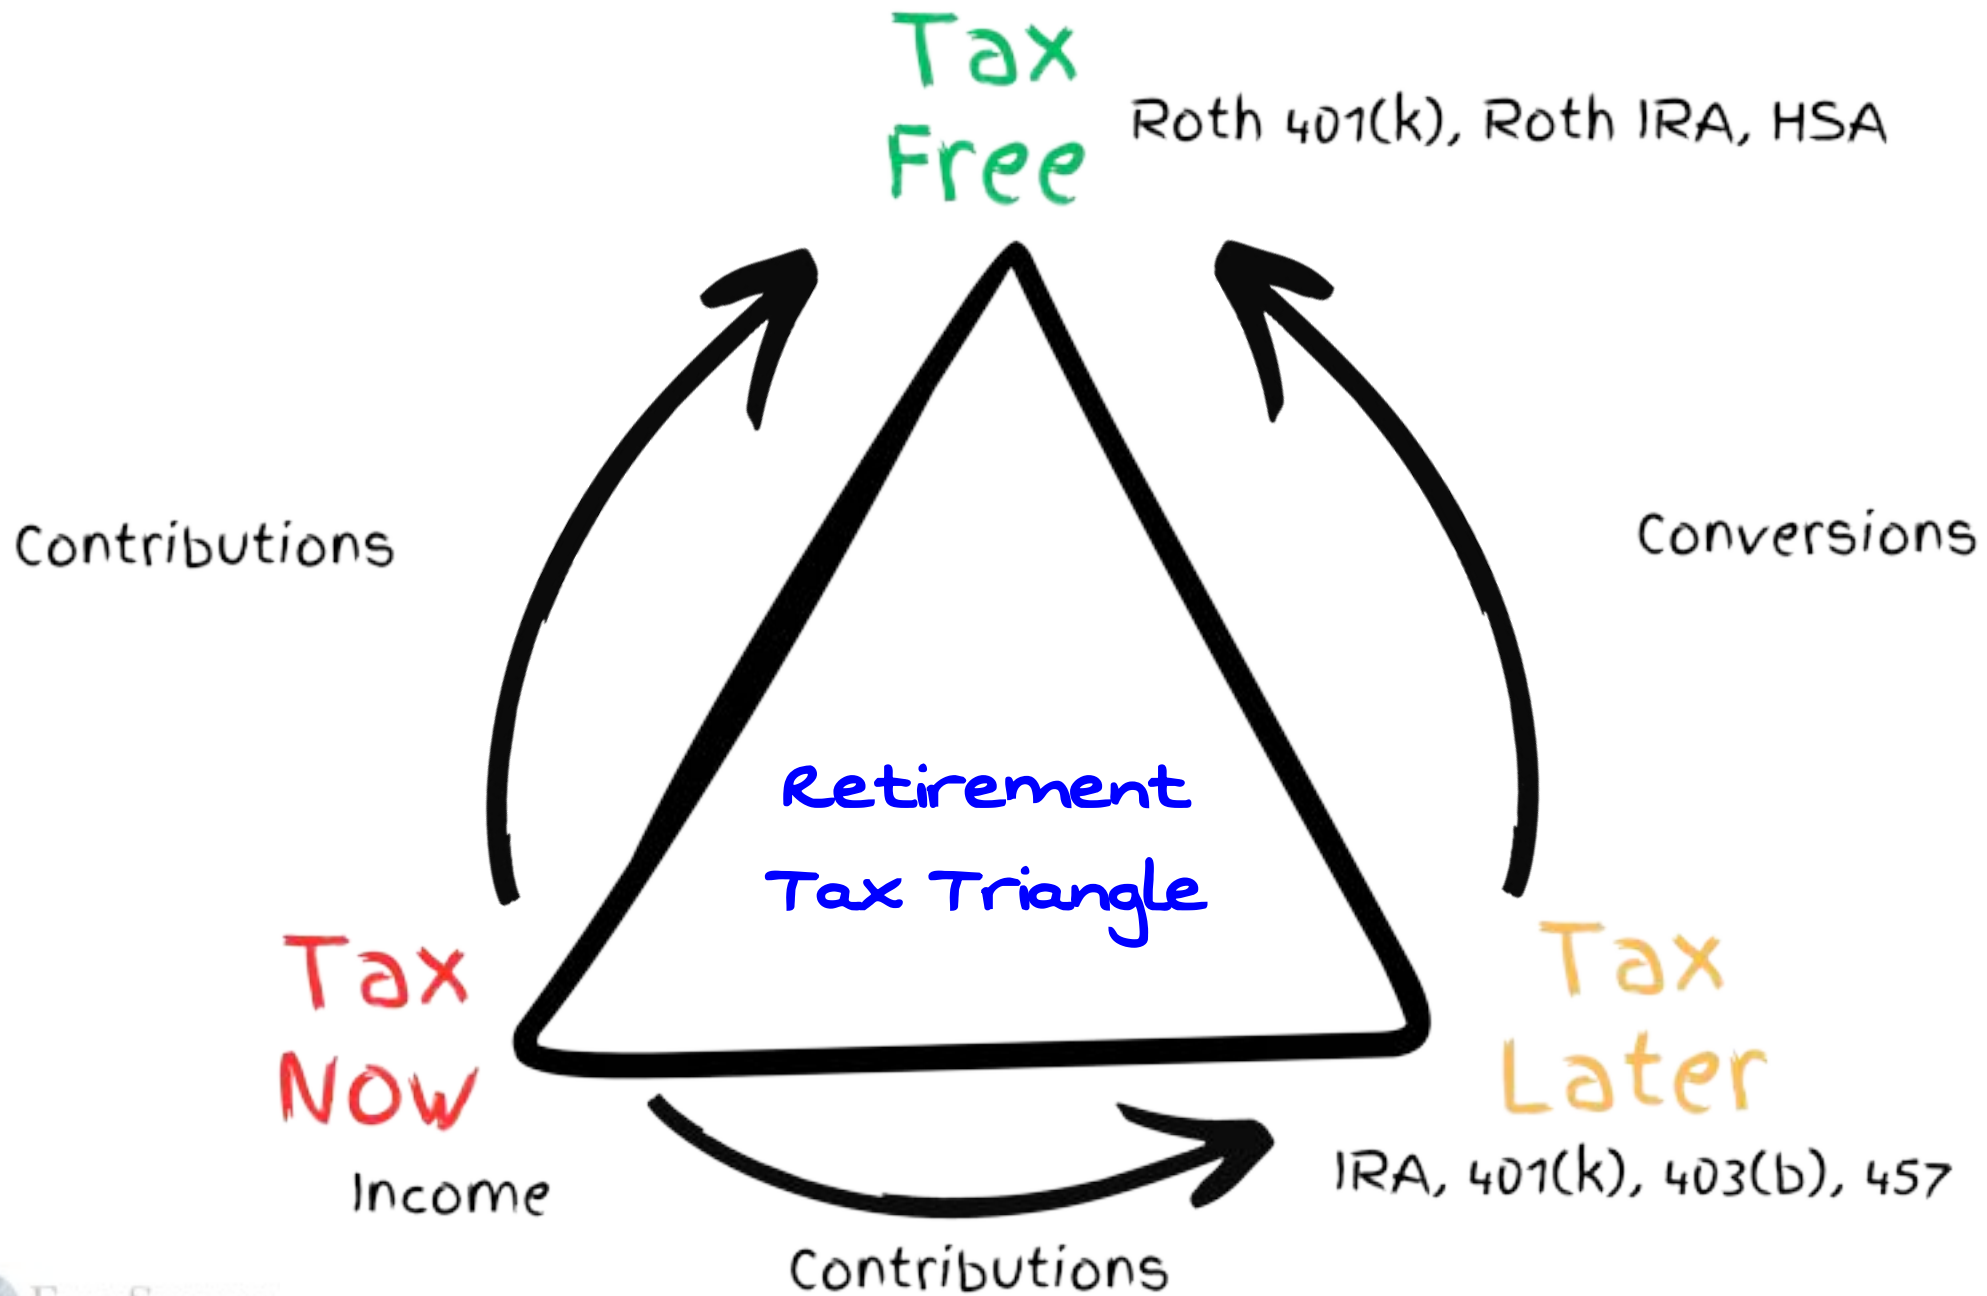 Tax
Free
Roth 401(k), Roth IRA, HSA
Contributions
Conversions
Retirement
Tax Triangle
Tax
Now
Income
Tax
Later
IRA, 401(k), 403(b), 457
Contributions